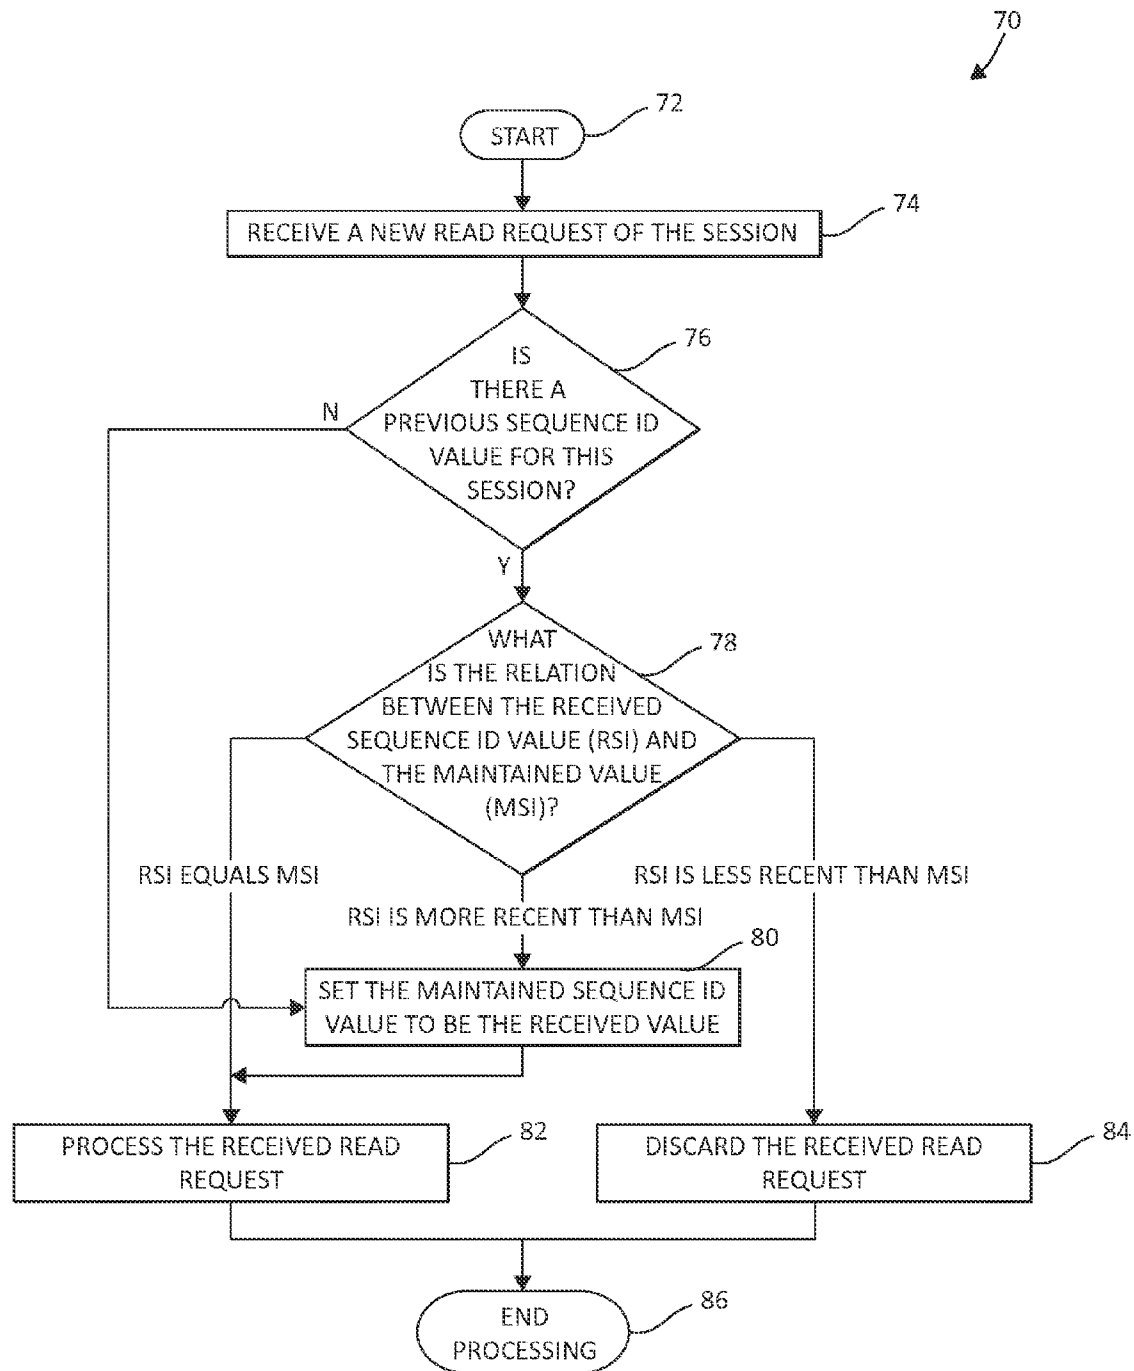 70
START
72
RECEIVE A NEW READ REQUEST OF THE SESSION
74
IS
THERE A
PREVIOUS SEQUENCE ID
VALUE FOR THIS
SESSION?
76
N
Y
WHAT
IS THE RELATION
BETWEEN THE RECEIVED
SEQUENCE ID VALUE (RSI) AND
THE MAINTAINED VALUE
(MSI)?
78
RSI EQUALS MSI
RSI IS MORE RECENT THAN MSI
RSI IS LESS RECENT THAN MSI
80
SET THE MAINTAINED SEQUENCE ID
VALUE TO BE THE RECEIVED VALUE
PROCESS THE RECEIVED READ
REQUEST
82
DISCARD THE RECEIVED READ
REQUEST
84
END
PROCESSING
86